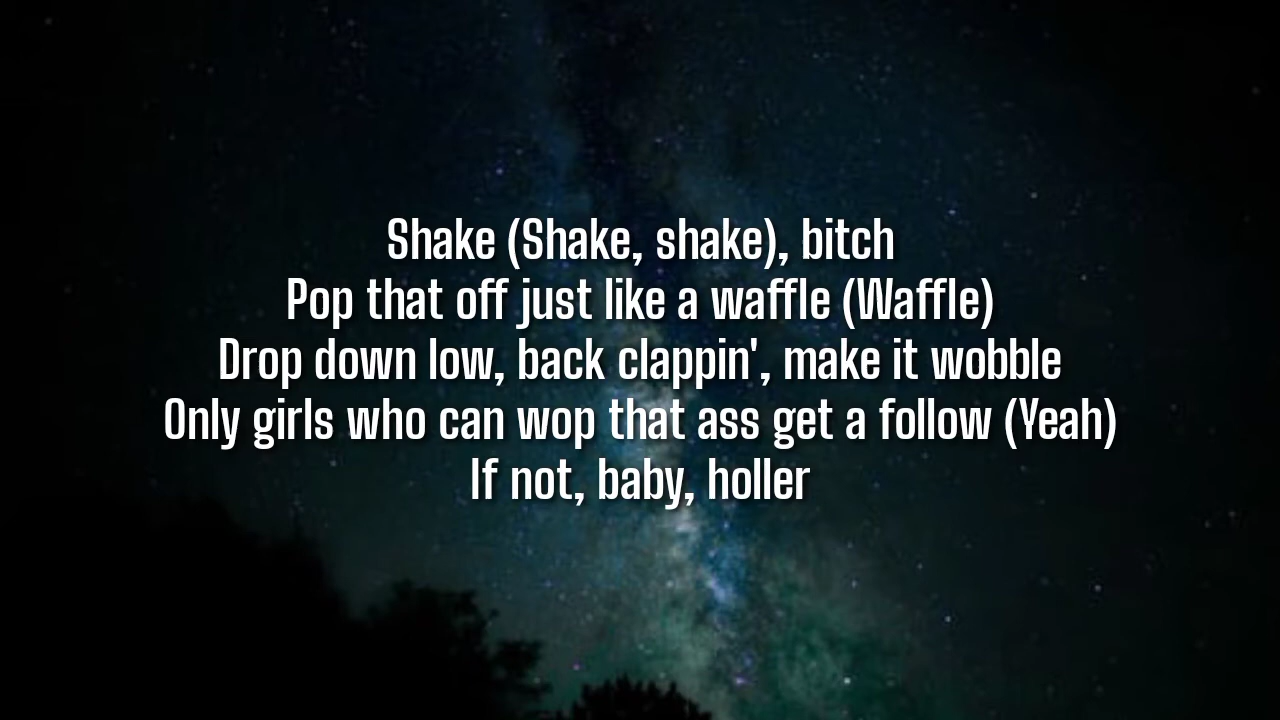 Shake (Shake, shake), bitch
Pop that off just like a waffle (Waffle)
Drop down low, back clappin', make it wobble
Only girls who can wop that ass get a follow (Yeah)
If not, baby, holler